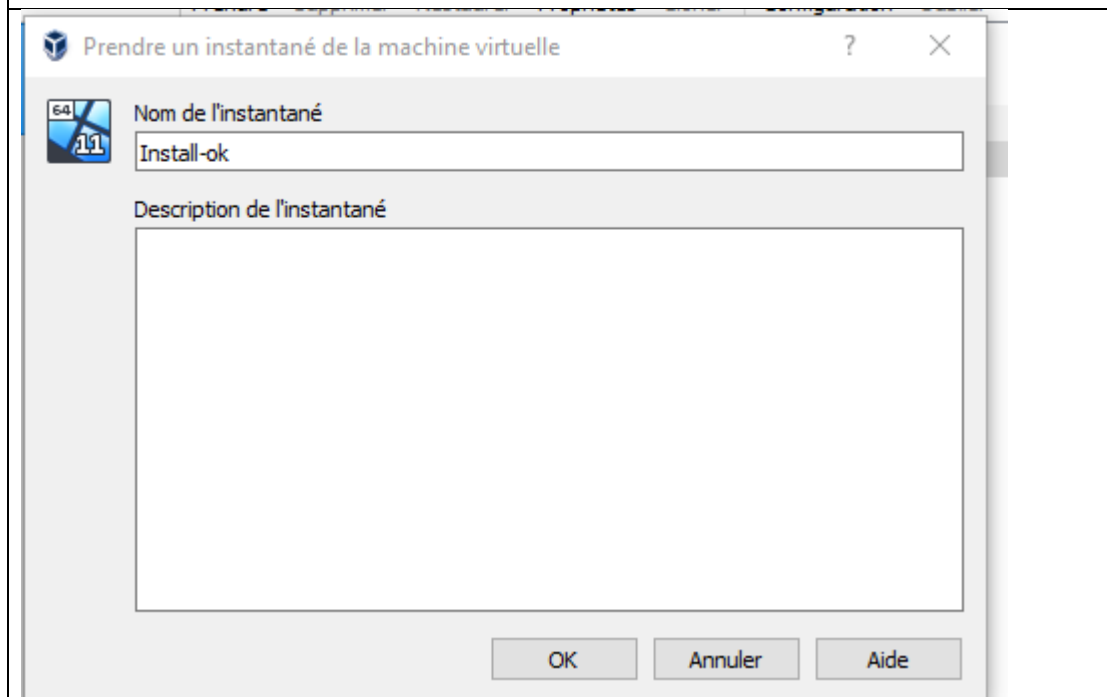 Prendre un instantané de la machine virtuelle
?
64
11
Nom de l'instantané
Install-ok
Description de l'instantané
OK Annuler Aide